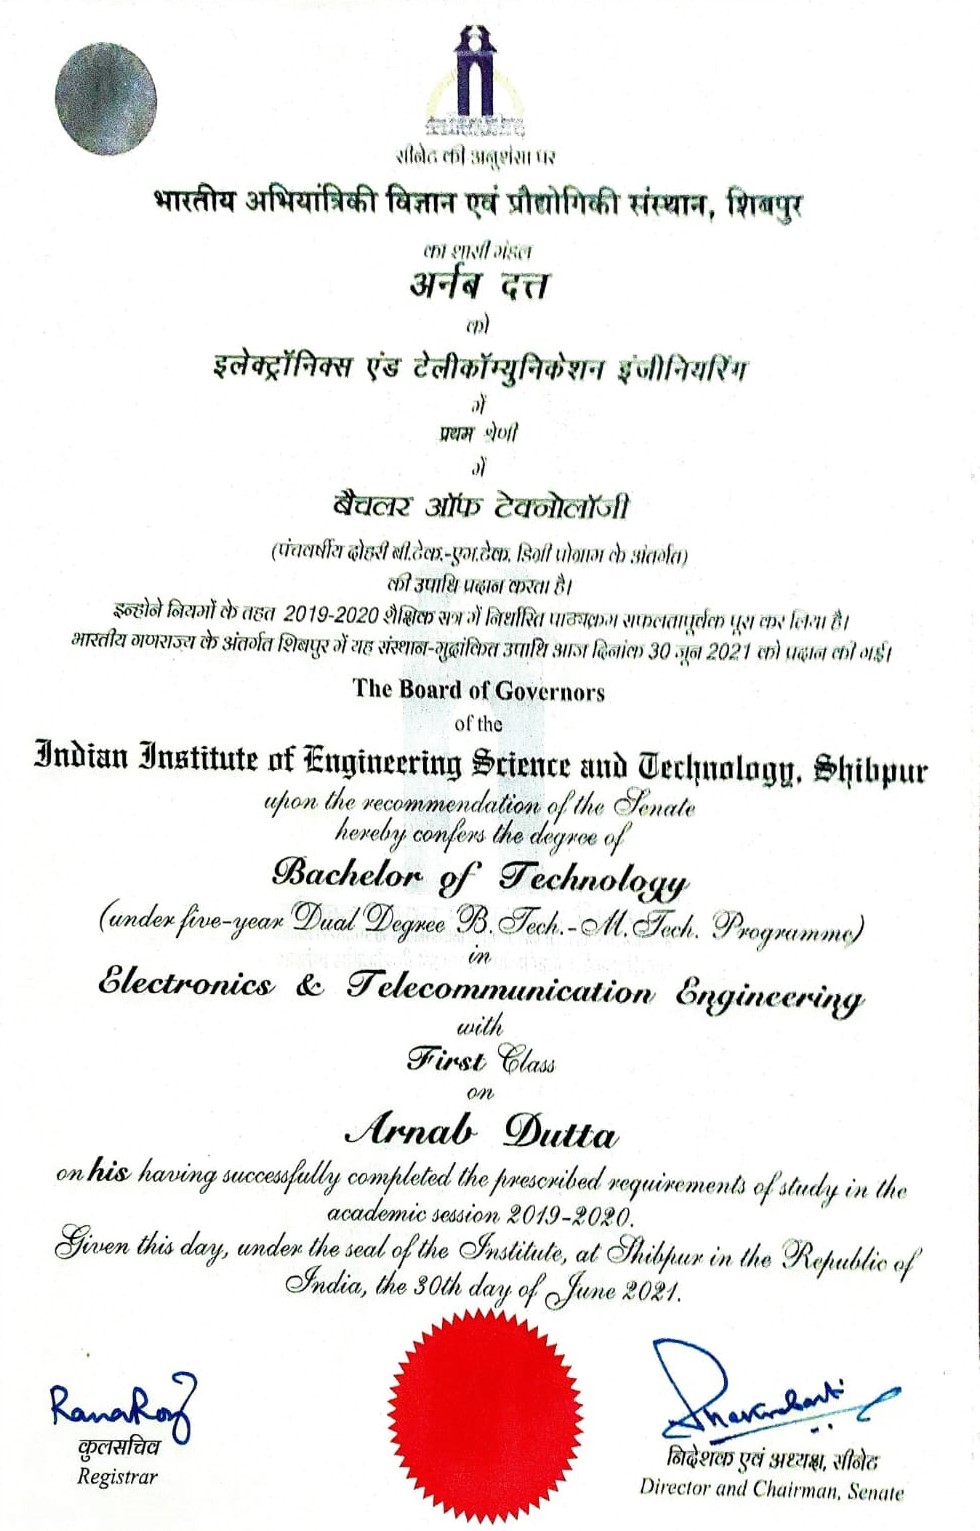 सीनेट की अनुशंसा पर
भारतीय अभियांत्रिकी विज्ञान एवं प्रौद्योगिकी संस्थान, शिबपुर
का शासी मंडल
अर्नब दत्त
को
इलेक्ट्रॉनिक्स एंड टेलीकॉम्युनिकेशन इंजीनियरिंग
में
प्रथम श्रेणी
में
बैचलर ऑफ टेक्नोलॉजी
(पंचवर्षीय दोहरी बी.टेक.-एम.टेक. डिग्री प्रोग्राम के अंतर्गत)
की उपाधि प्रदान करता है।
इन्होने नियमों के तहत 2019-2020 शैक्षिक सत्र में निर्धारित पाठ्यक्रम सफलतापूर्वक पूरा कर लिया है।
भारतीय गणराज्य के अंतर्गत शिबपुर में यह संस्थान-मुद्रांकित उपाधि आज दिनांक 30 जून 2021 को प्रदान की गई।
The Board of Governors
of the
Indian Institute of Engineering Science and Technology, Shibpur
upon the recommendation of the Senate
hereby confers the degree of
Bachelor of Technology
(under five-year Dual Degree B.Tech.-M.Tech. Programme)
in
Electronics & Telecommunication Engineering
with
First Class
on
Arnab Dutta
on his having successfully completed the prescribed requirements of study in the
academic session 2019-2020.
Given this day, under the seal of the Institute, at Shibpur in the Republic of
India, the 30th day of June 2021.
कुलसचिव
Registrar
निदेशक एवं अध्यक्ष, सीनेट
Director and Chairman, Senate